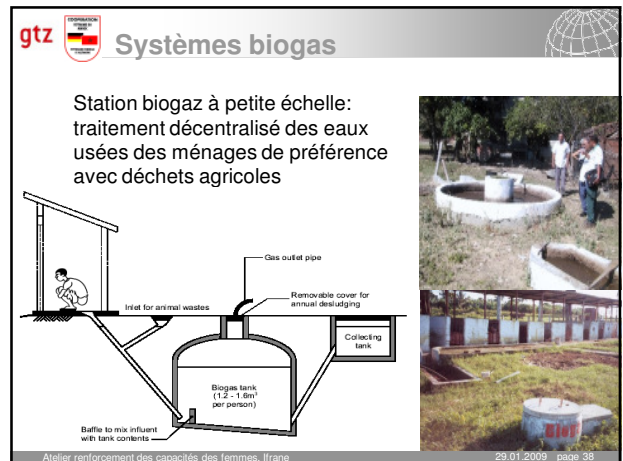 gtz
Systèmes biogas
Station biogaz à petite échelle:
traitement décentralisé des eaux
usées des ménages de préférence
avec déchets agricoles
Gas outlet pipe
Removable cover for
annual desludging
Inlet for animal wastes
Collecting
tank
Biogas tank
(1.2 - 1.6m³
per person)
Baffle to mix influent
with tank contents
Atelier renforcement des capacités des femmes, Ifrane
29.01.2009 page 38